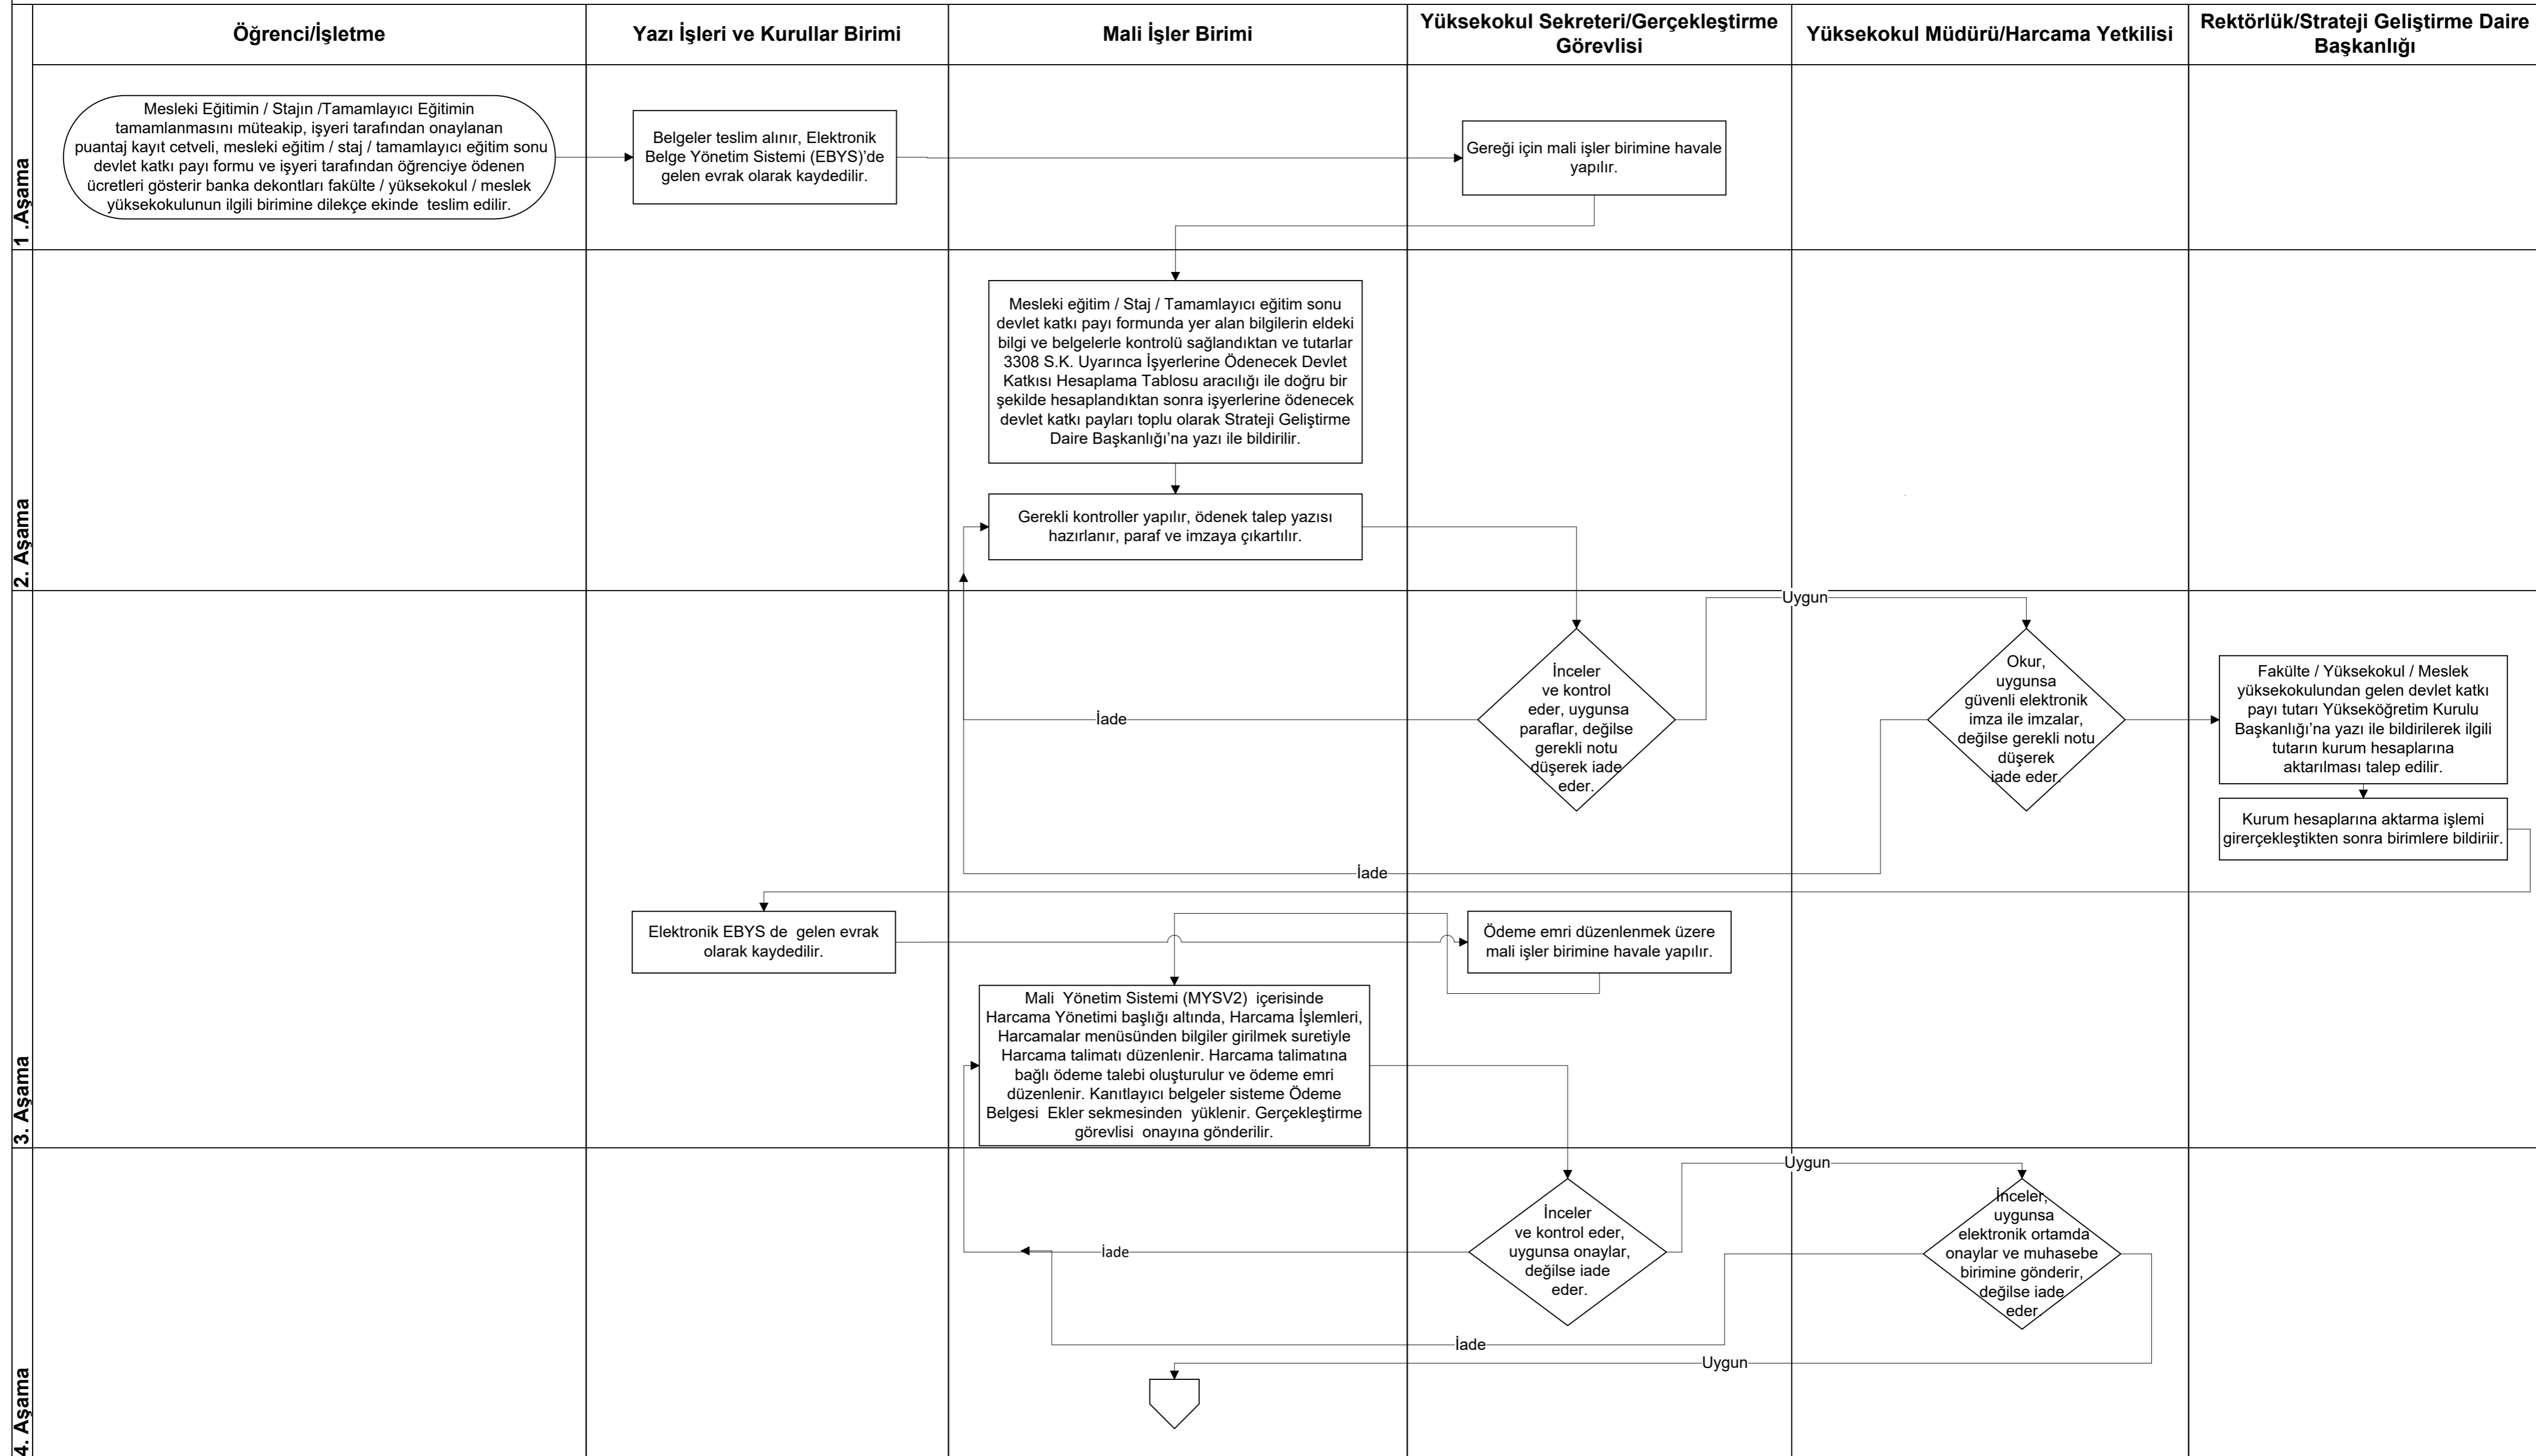 Öğrenci/İşletme
Yazı İşleri ve Kurullar Birimi
Mali İşler Birimi
Yüksekokul Sekreteri/Gerçekleştirme
Görevlisi
Yüksekokul Müdürü/Harcama Yetkilisi
Rektörlük/Strateji Geliştirme Daire
Başkanlığı
1 .Aşama
Mesleki Eğitimin / Stajın /Tamamlayıcı Eğitimin
tamamlanmasını müteakip, işyeri tarafından onaylanan
puantaj kayıt cetveli, mesleki eğitim / staj / tamamlayıcı eğitim sonu
devlet katkı payı formu ve işyeri tarafından öğrenciye ödenen
ücretleri gösterir banka dekontları fakülte / yüksekokul / meslek
yüksekokulunun ilgili birimine dilekçe ekinde  teslim edilir.
Belgeler teslim alınır, Elektronik
Belge Yönetim Sistemi (EBYS)’de
gelen evrak olarak kaydedilir.
Gereği için mali işler birimine havale
yapılır.
2. Aşama
Mesleki eğitim / Staj / Tamamlayıcı eğitim sonu
devlet katkı payı formunda yer alan bilgilerin eldeki
bilgi ve belgelerle kontrolü sağlandıktan ve tutarlar
3308 S.K. Uyarınca İşyerlerine Ödenecek Devlet
Katkısı Hesaplama Tablosu aracılığı ile doğru bir
şekilde hesaplandıktan sonra işyerlerine ödenecek
devlet katkı payları toplu olarak Strateji Geliştirme
Daire Başkanlığı’na yazı ile bildirilir.
Gerekli kontroller yapılır, ödenek talep yazısı
hazırlanır, paraf ve imzaya çıkartılır.
3. Aşama
Uygun
İade
İnceler
ve kontrol
eder, uygunsa
paraflar, değilse
gerekli notu
düşerek iade
eder.
Okur,
uygunsa
güvenli elektronik
imza ile imzalar,
değilse gerekli notu
düşerek
iade eder.
Fakülte / Yüksekokul / Meslek
yüksekokulundan gelen devlet katkı
payı tutarı Yükseköğretim Kurulu
Başkanlığı’na yazı ile bildirilerek ilgili
tutarın kurum hesaplarına
aktarılması talep edilir.
Kurum hesaplarına aktarma işlemi
girerçekleştikten sonra birimlere bildiriir.
İade
Elektronik EBYS de  gelen evrak
olarak kaydedilir.
Ödeme emri düzenlenmek üzere
mali işler birimine havale yapılır.
Mali  Yönetim Sistemi (MYSV2)  içerisinde
Harcama Yönetimi başlığı altında, Harcama İşlemleri,
Harcamalar menüsünden bilgiler girilmek suretiyle
Harcama talimatı düzenlenir. Harcama talimatına
bağlı ödeme talebi oluşturulur ve ödeme emri
düzenlenir. Kanıtlayıcı belgeler sisteme Ödeme
Belgesi  Ekler sekmesinden  yüklenir. Gerçekleştirme
görevlisi  onayına gönderilir.
4. Aşama
Uygun
İade
İnceler
ve kontrol eder,
uygunsa onaylar,
değilse iade
eder.
İnceler,
uygunsa
elektronik ortamda
onaylar ve muhasebe
birimine gönderir,
değilse iade
eder.
İade
Uygun